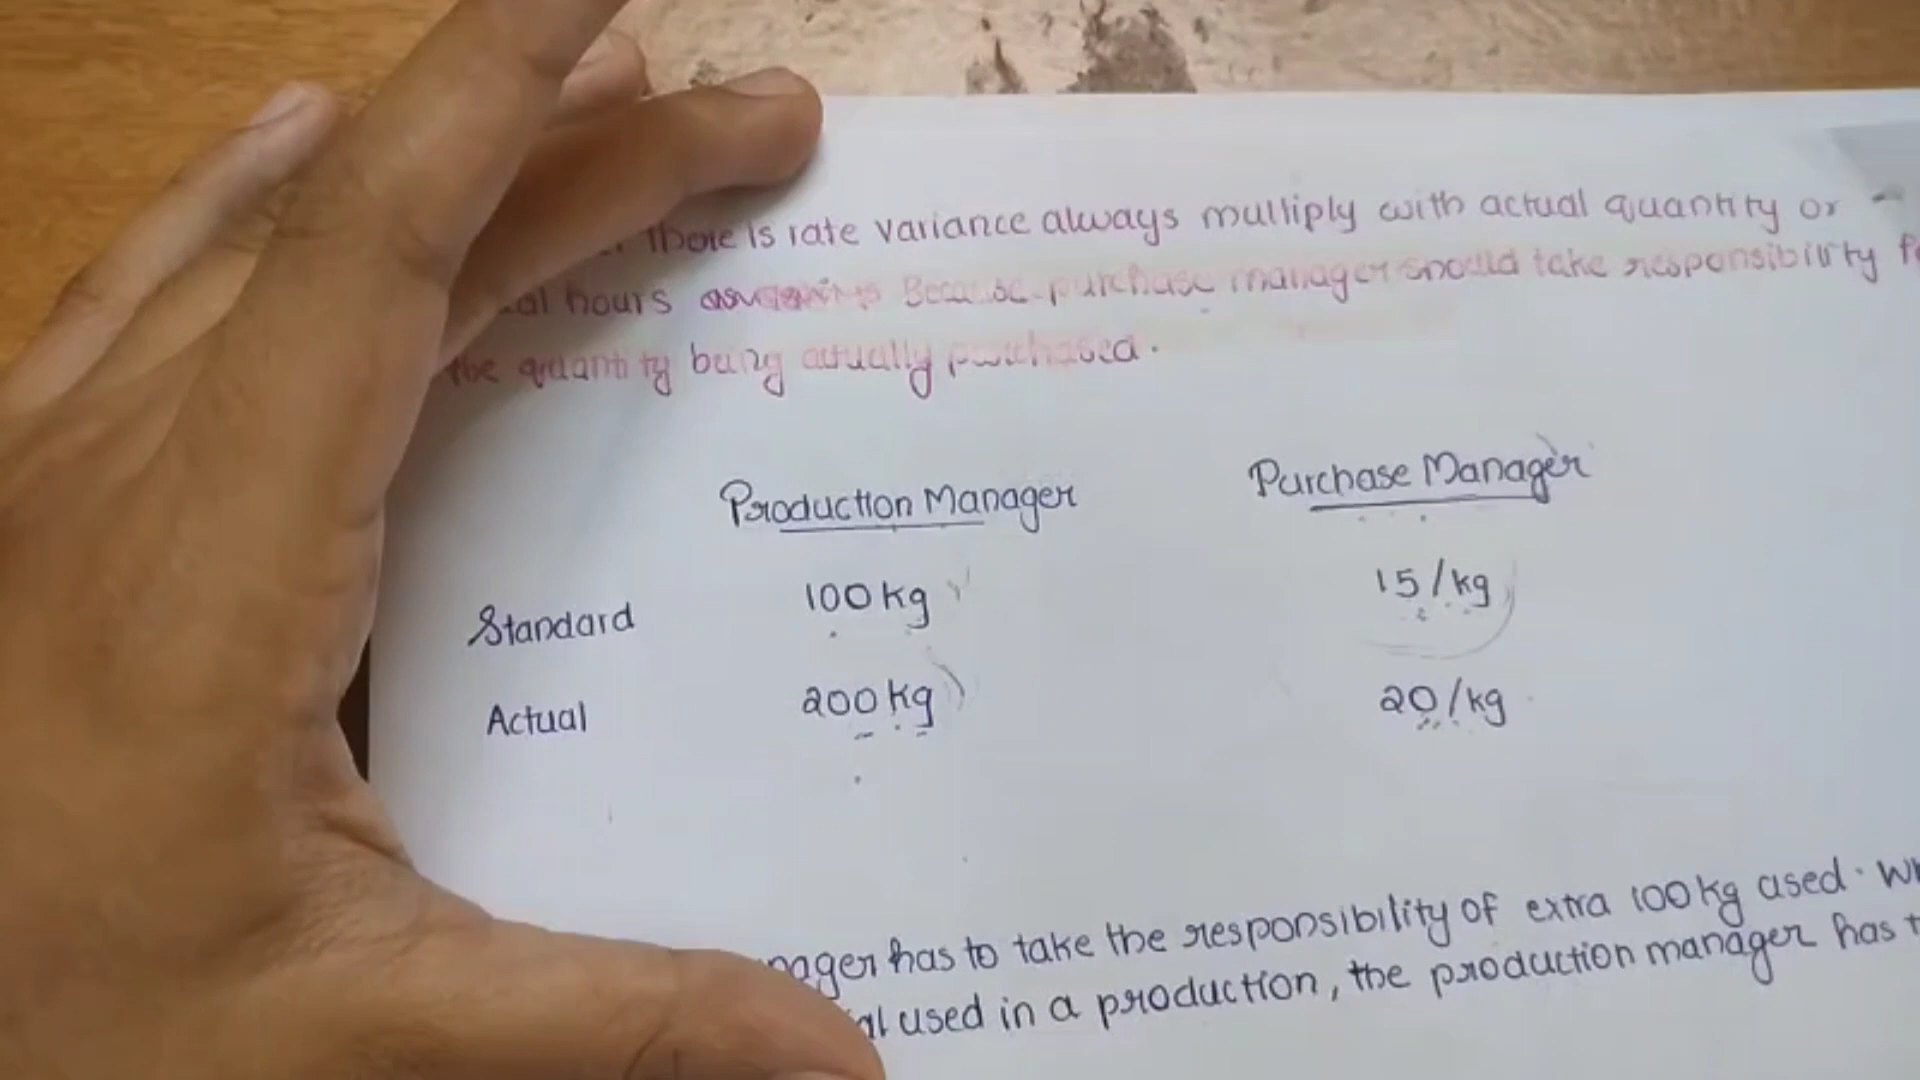 There is rate variance always multiply with actual quantity or
hours Because purchase manager should take responsibility
the quantity being actually purchased.
Production Manager Purchase Manager
Standard 100 kg 15/kg
Actual 200 kg 20/kg
has to take the responsibility of extra 100 kg used.
used in a production, the production manager has